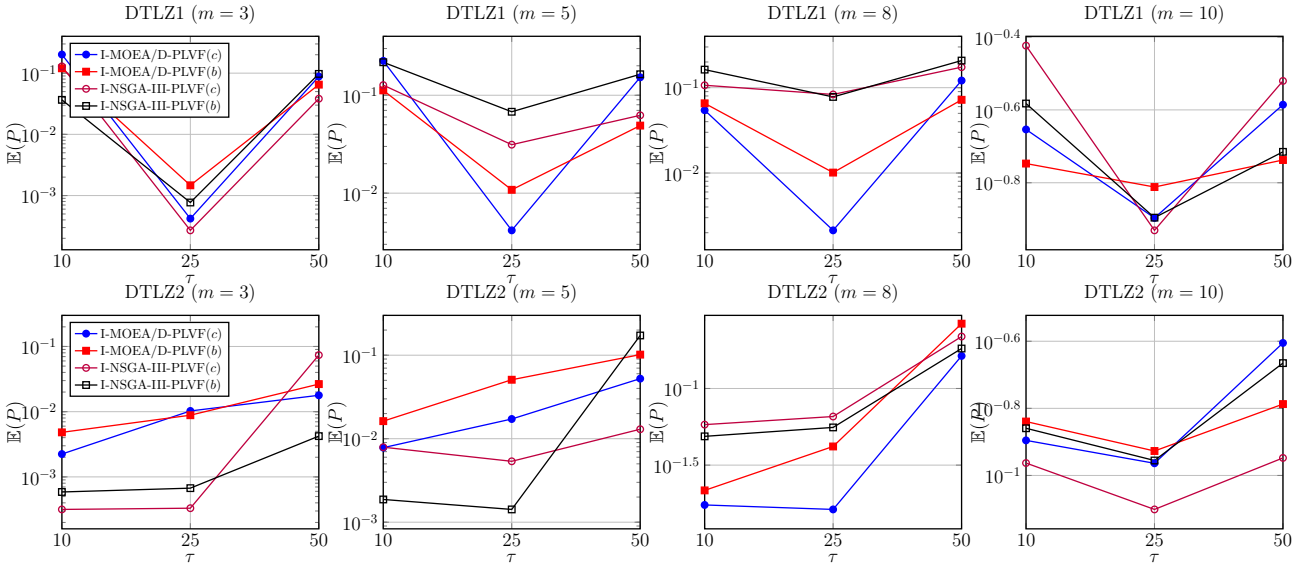 DTLZ1 (m = 3)
10⁻¹
10⁻²
10⁻³
𝔼(P)
I-MOEA/D-PLVF(c)
I-MOEA/D-PLVF(b)
I-NSGA-III-PLVF(c)
I-NSGA-III-PLVF(b)
10 25 50
τ
DTLZ1 (m = 5)
10⁻¹
10⁻²
𝔼(P)
10 25 50
τ
DTLZ1 (m = 8)
10⁻¹
10⁻²
𝔼(P)
10 25 50
τ
DTLZ1 (m = 10)
10⁻⁰·⁴
10⁻⁰·⁶
10⁻⁰·⁸
𝔼(P)
10 25 50
τ
DTLZ2 (m = 3)
10⁻¹
10⁻²
10⁻³
𝔼(P)
I-MOEA/D-PLVF(c)
I-MOEA/D-PLVF(b)
I-NSGA-III-PLVF(c)
I-NSGA-III-PLVF(b)
10 25 50
τ
DTLZ2 (m = 5)
10⁻¹
10⁻²
10⁻³
𝔼(P)
10 25 50
τ
DTLZ2 (m = 8)
10⁻¹
10⁻¹·⁵
𝔼(P)
10 25 50
τ
DTLZ2 (m = 10)
10⁻⁰·⁶
10⁻⁰·⁸
10⁻¹
𝔼(P)
10 25 50
τ